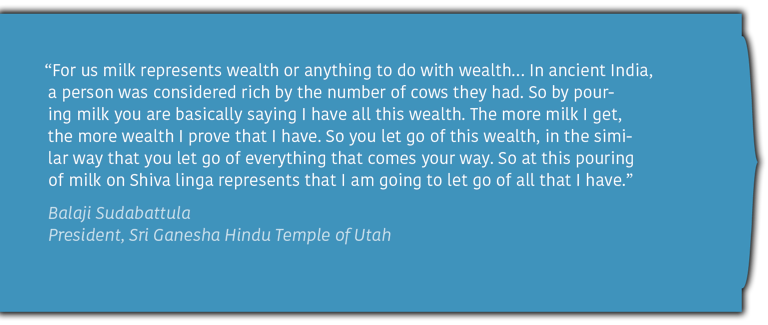 “For us milk represents wealth or anything to do with wealth... In ancient India,
a person was considered rich by the number of cows they had. So by pour-
ing milk you are basically saying I have all this wealth. The more milk I get,
the more wealth I prove that I have. So you let go of this wealth, in the simi-
lar way that you let go of everything that comes your way. So at this pouring
of milk on Shiva linga represents that I am going to let go of all that I have.”
Balaji Sudabattula
President, Sri Ganesha Hindu Temple of Utah